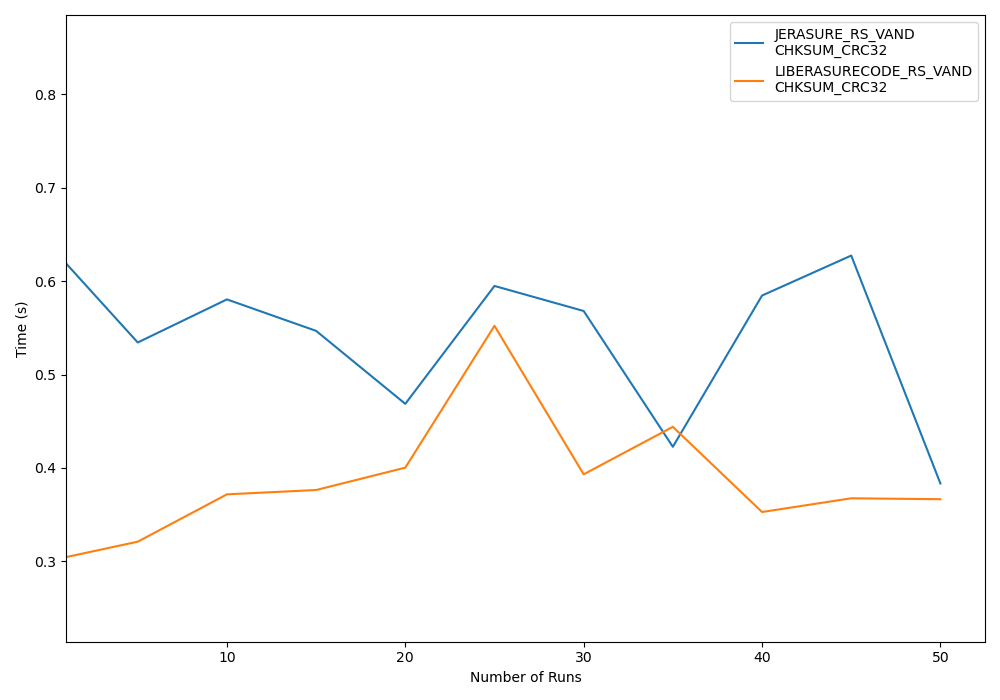 JERASURE_RS_VAND
CHKSUM_CRC32
LIBERASURECODE_RS_VAND
CHKSUM_CRC32
0.8
0.7
0.6
0.5
0.4
0.3
Time (s)
10 20 30 40 50
Number of Runs